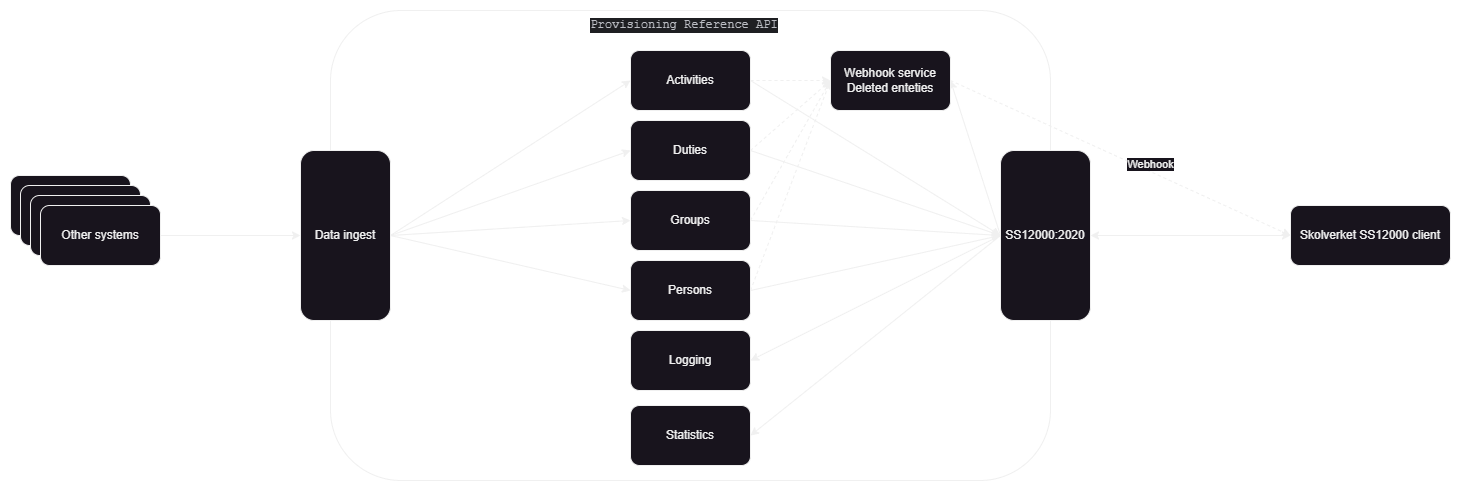 Provisioning Reference API
Activities
Webhook service
Deleted enteties
Duties
Webhook
Groups
Other systems
Data ingest
SS12000:2020
Skolverket SS12000 client
Persons
Logging
Statistics